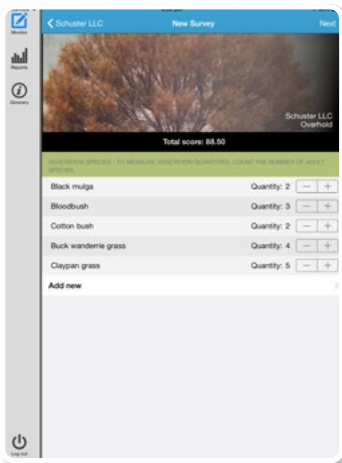 Schuster LLC New Survey Next
Monitor
Reports
Glossary
Schuster LLC
Overhold
Total score: 88.50
VEGETATION SPECIES - TO MEASURE VEGETATION QUANTITIES, COUNT THE NUMBER OF ADULT
SPECIES
Black mulga Quantity: 2 − +
Bloodbush Quantity: 3 − +
Cotton bush Quantity: 2 − +
Buck wanderrie grass Quantity: 4 − +
Claypan grass Quantity: 5 − +
Add new
Log out